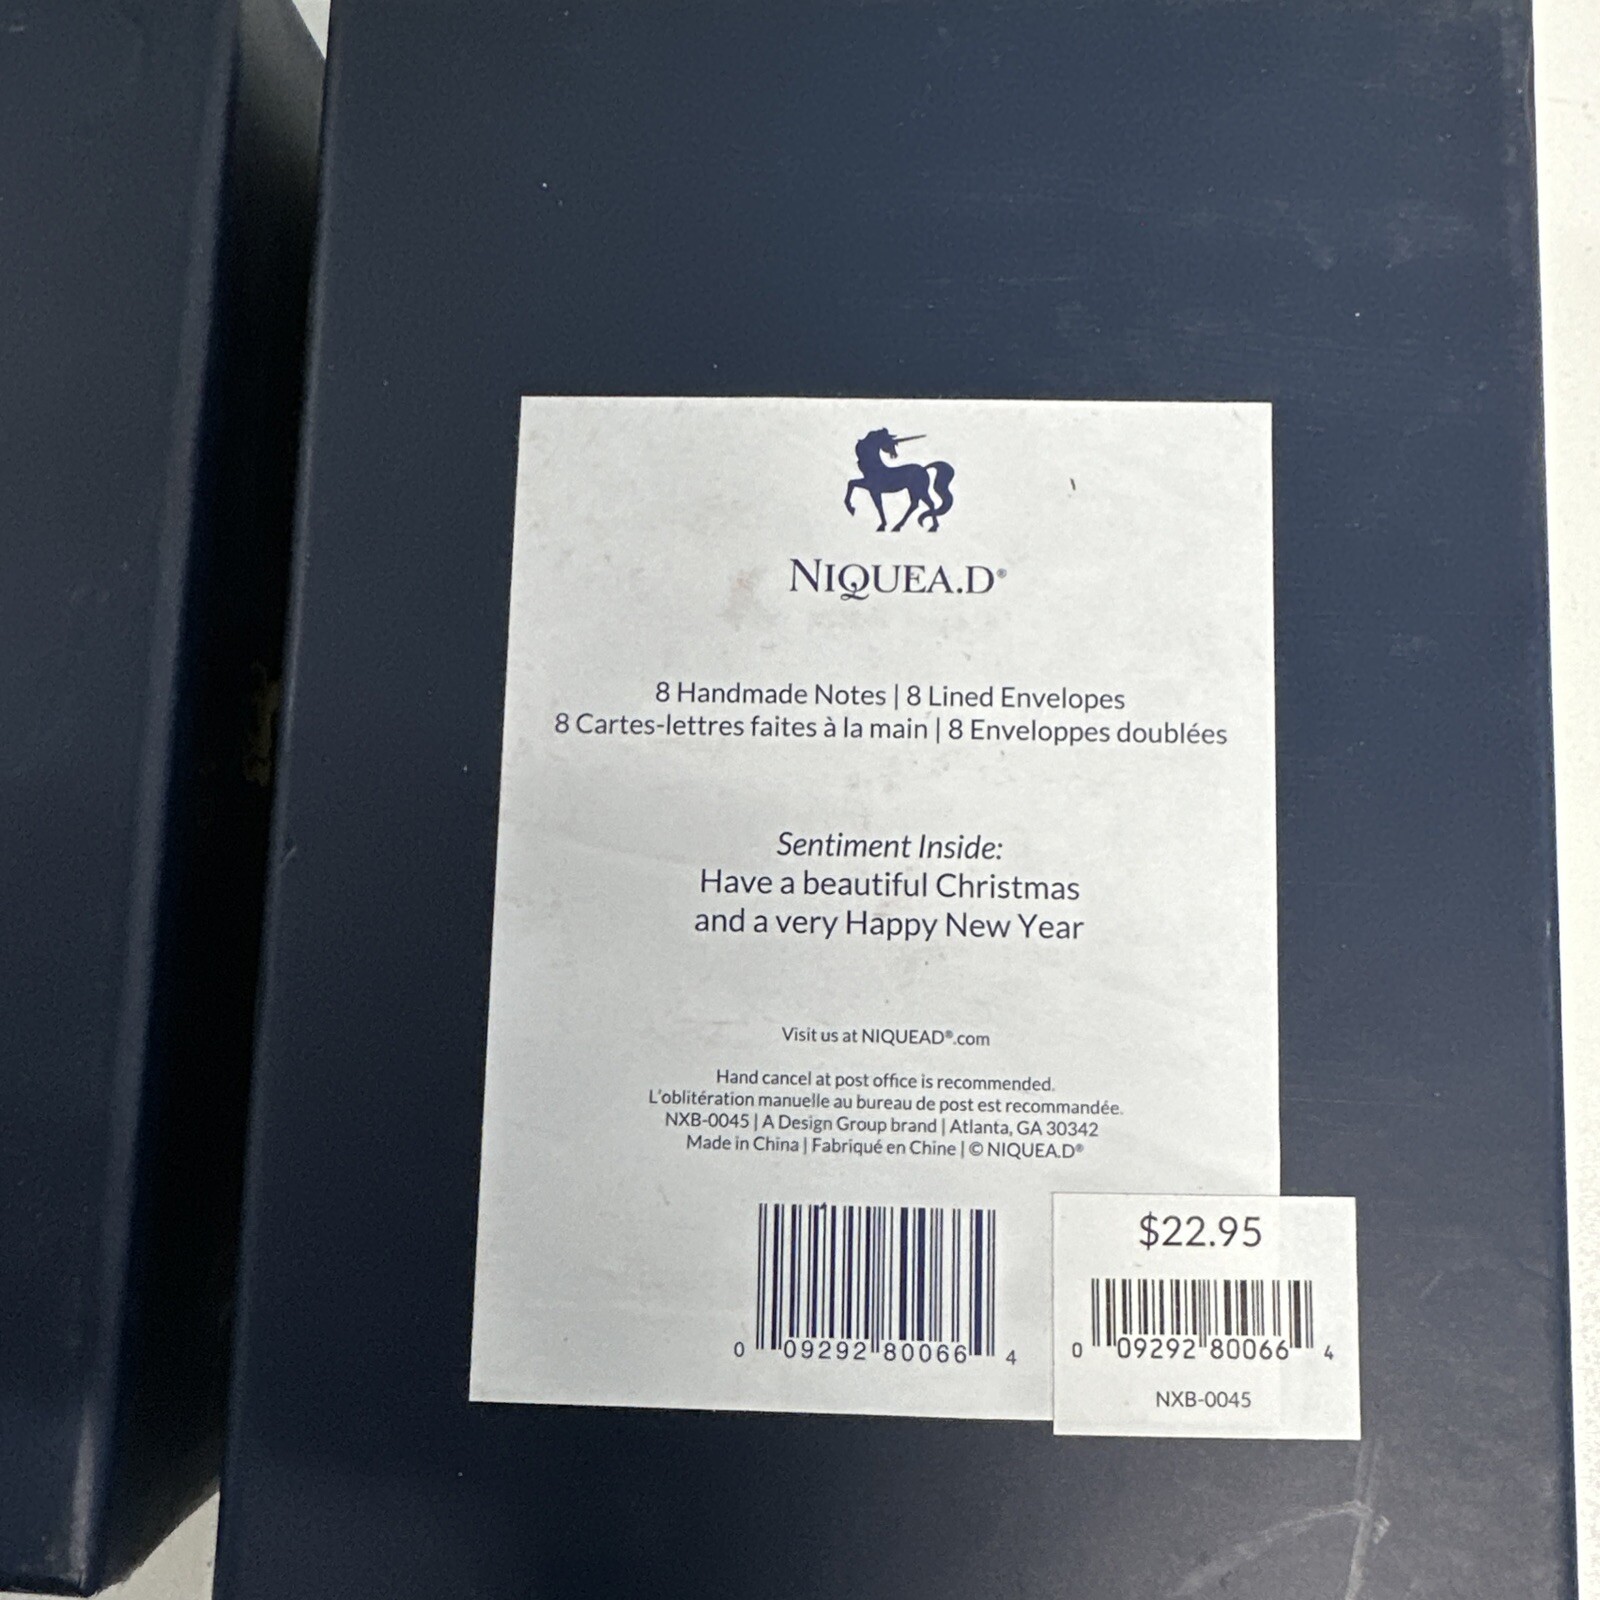 NIQUEA.D®
8 Handmade Notes | 8 Lined Envelopes
8 Cartes-lettres faites à la main | 8 Enveloppes doublées
Sentiment Inside:
Have a beautiful Christmas
and a very Happy New Year
Visit us at NIQUEAD®.com
Hand cancel at post office is recommended.
L'oblitération manuelle au bureau de poste est recommandée.
NXB-0045 | A Design Group brand | Atlanta, GA 30342
Made in China | Fabriqué en Chine | © NIQUEA.D®
0 09292 80066 4
$22.95
0 09292 80066 4
NXB-0045